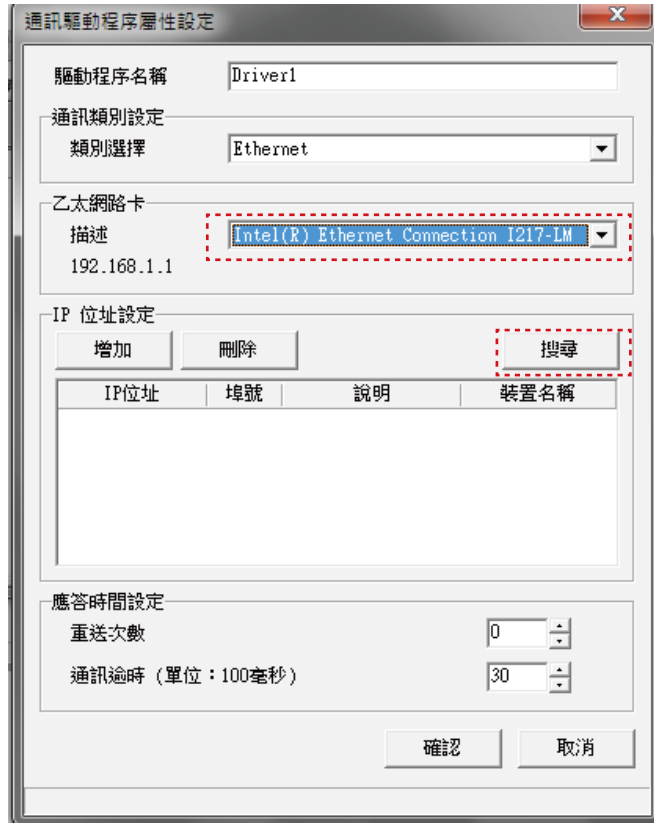 通訊驅動程序屬性設定
驅動程序名稱 Driver1
通訊類別設定
類別選擇 Ethernet
乙太網路卡
描述 Intel(R) Ethernet Connection I217-LM
192.168.1.1
IP 位址設定
增加 刪除 搜尋
IP位址 埠號 說明 裝置名稱
應答時間設定
重送次數 0
通訊逾時 (單位：100毫秒) 30
確認 取消